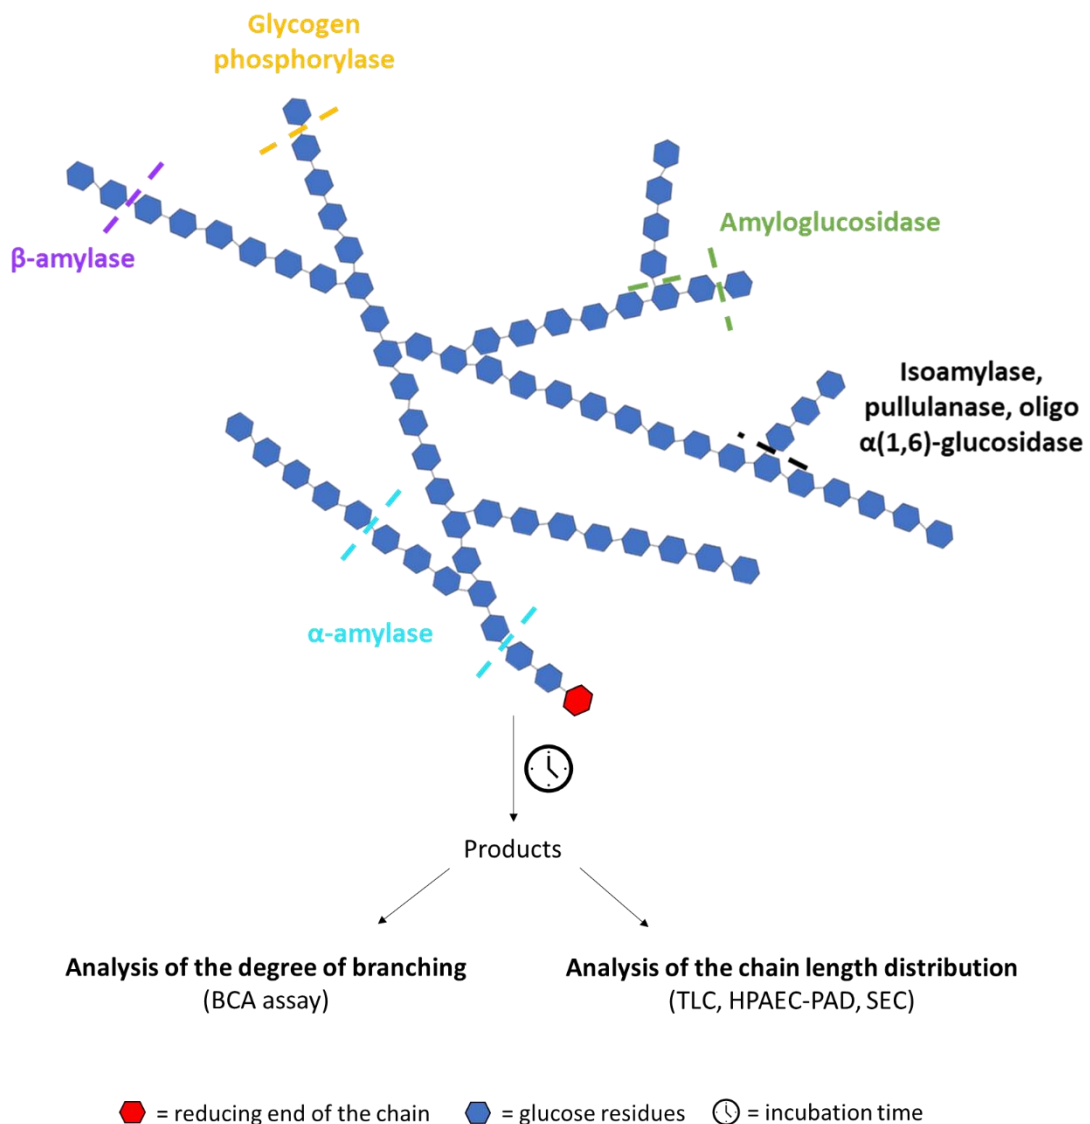 Glycogen
phosphorylase
β-amylase
Amyloglucosidase
Isoamylase,
pullulanase, oligo
α(1,6)-glucosidase
α-amylase
Products
Analysis of the degree of branching
(BCA assay)
Analysis of the chain length distribution
(TLC, HPAEC-PAD, SEC)
= reducing end of the chain
= glucose residues
= incubation time